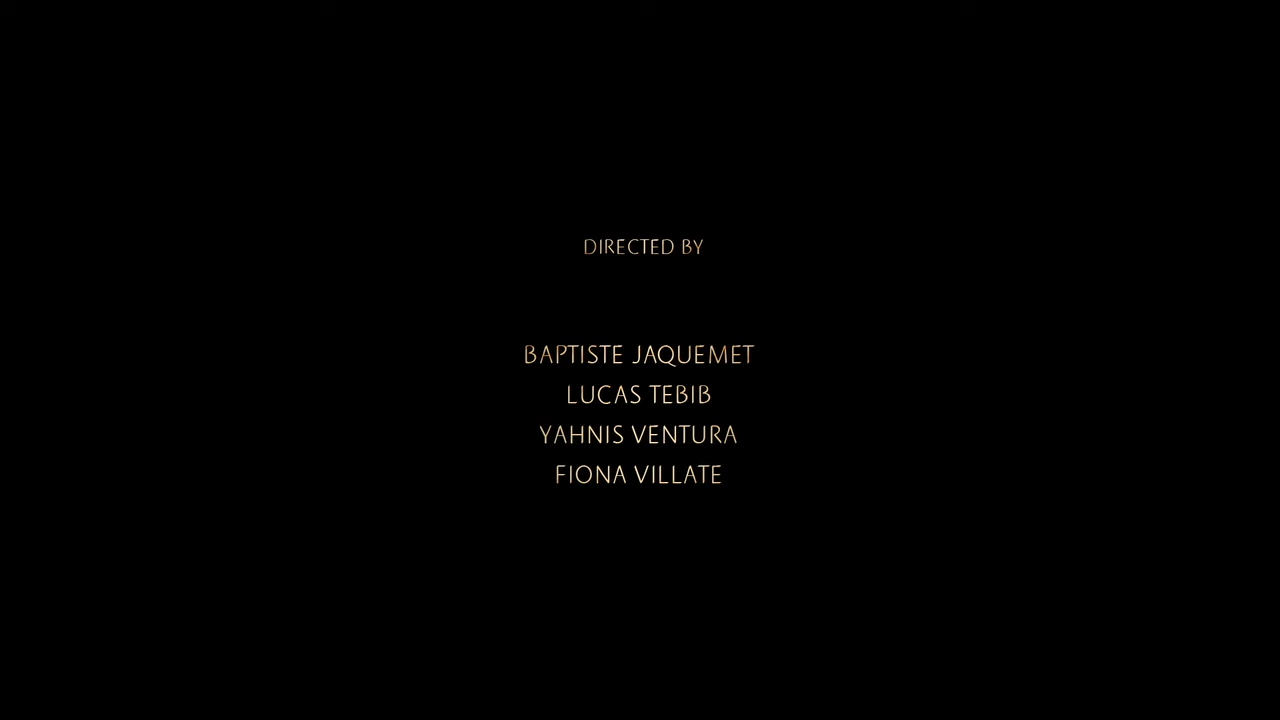 DIRECTED BY
BAPTISTE JAQUEMET
LUCAS TEBIB
YAHNIS VENTURA
FIONA VILLATE